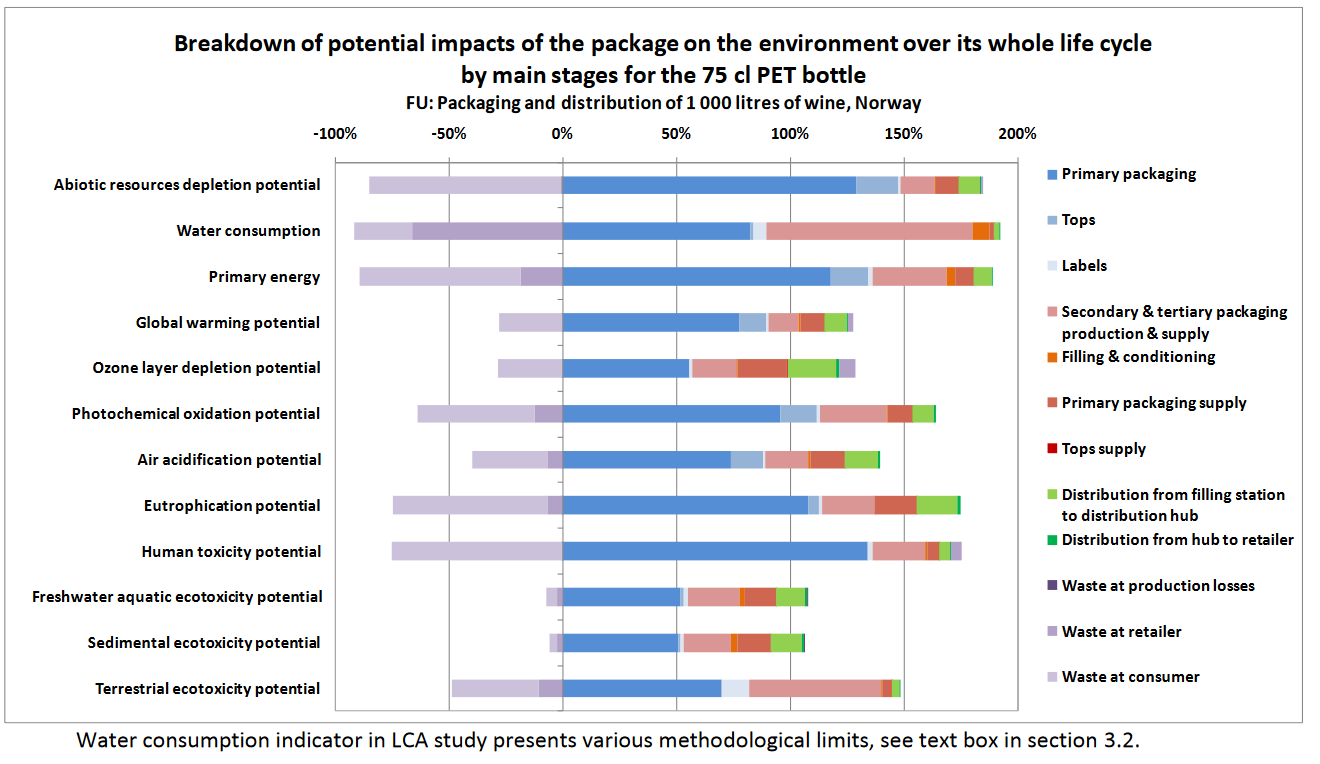 Breakdown of potential impacts of the package on the environment over its whole life cycle
by main stages for the 75 cl PET bottle
FU: Packaging and distribution of 1 000 litres of wine, Norway
-100% -50% 0% 50% 100% 150% 200%
Abiotic resources depletion potential
Water consumption
Primary energy
Global warming potential
Ozone layer depletion potential
Photochemical oxidation potential
Air acidification potential
Eutrophication potential
Human toxicity potential
Freshwater aquatic ecotoxicity potential
Sedimental ecotoxicity potential
Terrestrial ecotoxicity potential
Primary packaging
Tops
Labels
Secondary & tertiary packaging
production & supply
Filling & conditioning
Primary packaging supply
Tops supply
Distribution from filling station
to distribution hub
Distribution from hub to retailer
Waste at production losses
Waste at retailer
Waste at consumer
Water consumption indicator in LCA study presents various methodological limits, see text box in section 3.2.